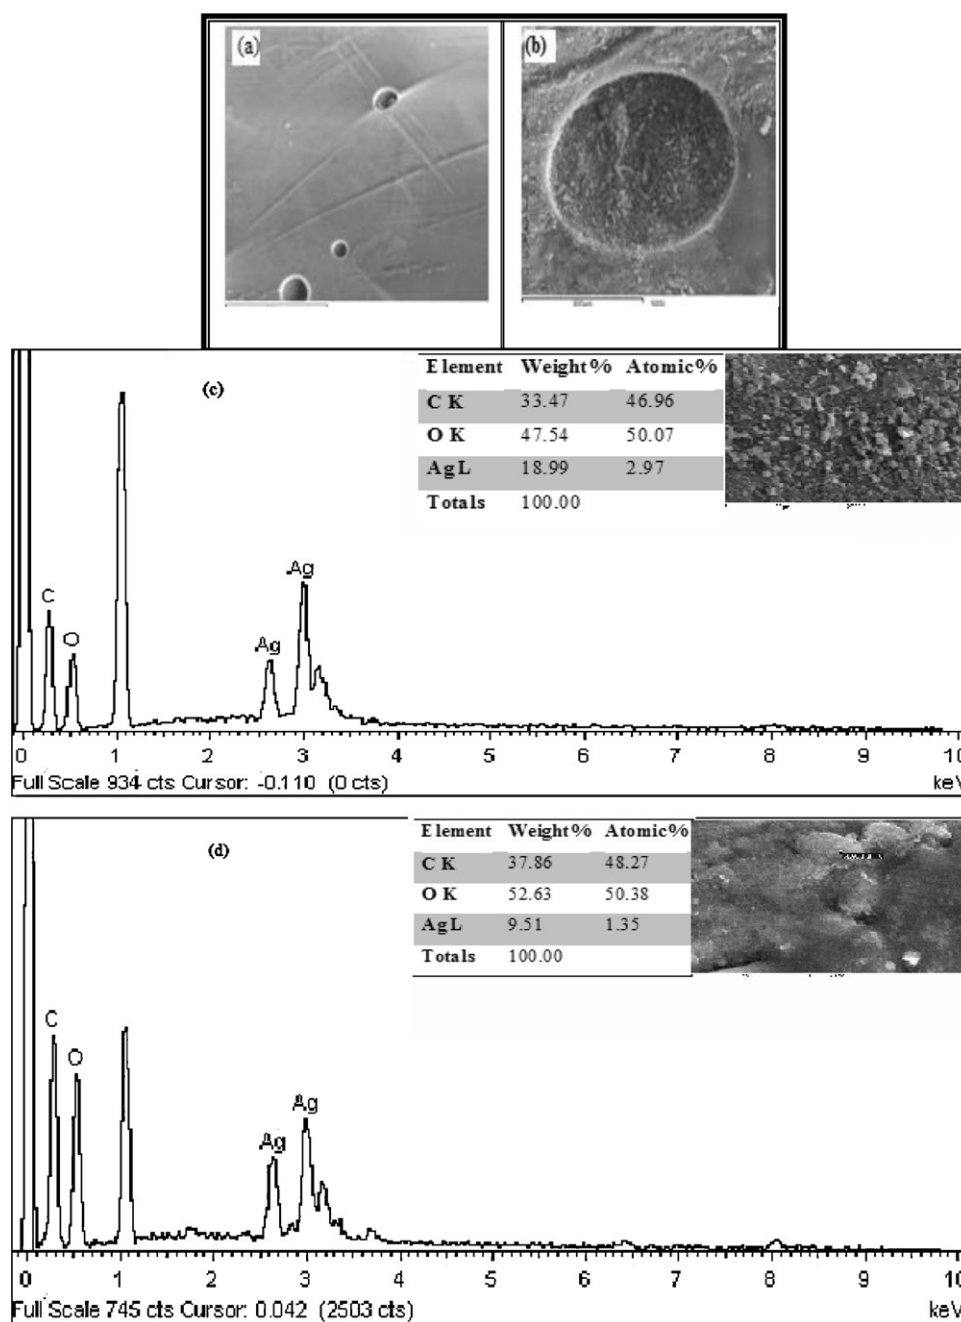 (a)
(b)
(c)
Element Weight% Atomic%
C K 33.47 46.96
O K 47.54 50.07
AgL 18.99 2.97
Totals 100.00
C
O
Ag
Ag
0 1 2 3 4 5 6 7 8 9 10
Full Scale 934 cts Cursor: -0.110 (0 cts)
keV
(d)
Element Weight% Atomic%
C K 37.86 48.27
O K 52.63 50.38
AgL 9.51 1.35
Totals 100.00
C
O
Ag
Ag
0 1 2 3 4 5 6 7 8 9 10
Full Scale 745 cts Cursor: 0.042 (2503 cts)
keV